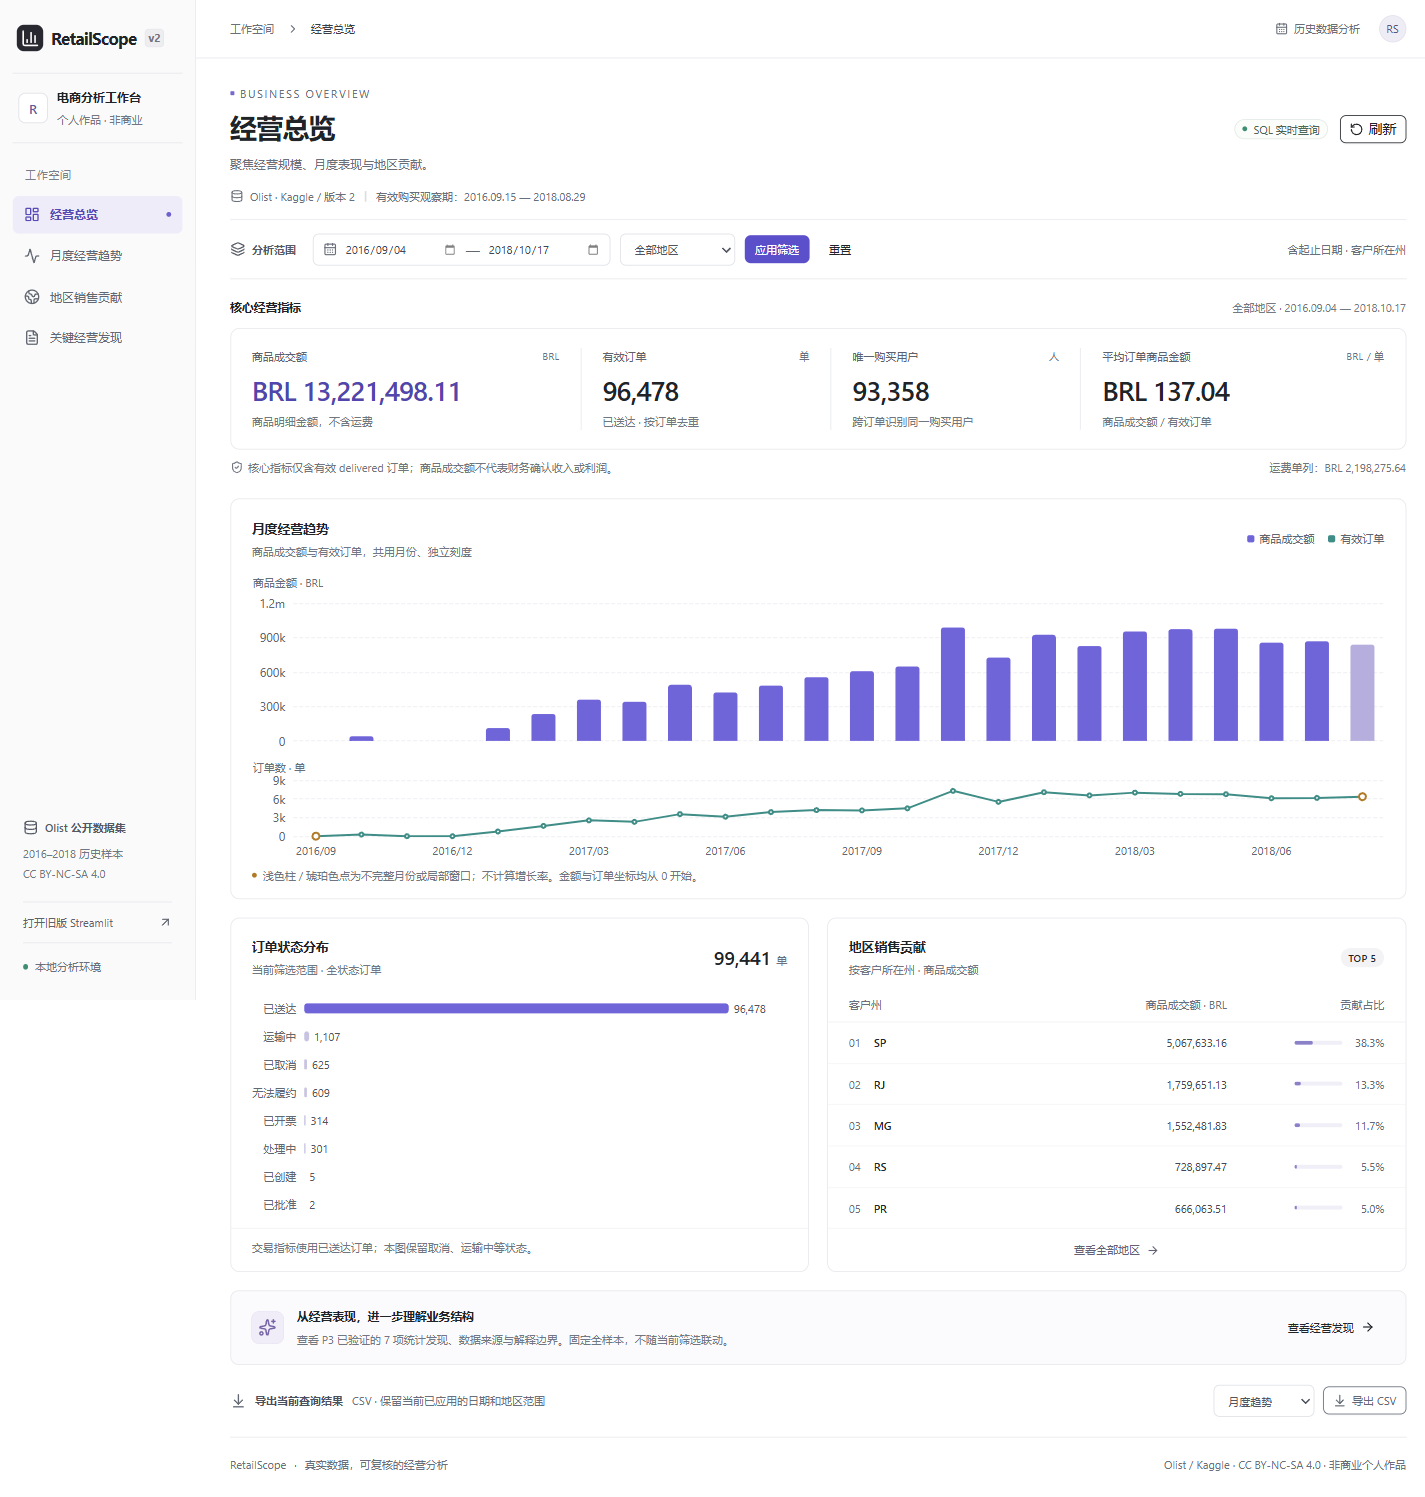 RetailScope v2
R
电商分析工作台
个人作品 · 非商业
工作空间
经营总览
月度经营趋势
地区销售贡献
关键经营发现
Olist 公开数据集
2016–2018 历史样本
CC BY-NC-SA 4.0
打开旧版 Streamlit
本地分析环境
工作空间 经营总览
历史数据分析 RS
BUSINESS OVERVIEW
经营总览
SQL 实时查询 刷新
聚焦经营规模、月度表现与地区贡献。
Olist · Kaggle / 版本 2 | 有效购买观察期：2016.09.15 — 2018.08.29
分析范围 2016/09/04 — 2018/10/17 全部地区 应用筛选 重置
含起止日期 · 客户所在州
核心经营指标
全部地区 · 2016.09.04 — 2018.10.17
商品成交额 BRL
BRL 13,221,498.11
商品明细金额，不含运费
有效订单 单
96,478
已送达 · 按订单去重
唯一购买用户 人
93,358
跨订单识别同一购买用户
平均订单商品金额 BRL / 单
BRL 137.04
商品成交额 / 有效订单
核心指标仅含有效 delivered 订单；商品成交额不代表财务确认收入或利润。
运费单列：BRL 2,198,275.64
月度经营趋势
商品成交额与有效订单，共用月份、独立刻度
商品成交额 有效订单
商品金额 · BRL
1.2m
900k
600k
300k
0
订单数 · 单
9k
6k
3k
0
2016/09 2016/12 2017/03 2017/06 2017/09 2017/12 2018/03 2018/06
浅色柱 / 琥珀色点为不完整月份或局部窗口；不计算增长率。金额与订单坐标均从 0 开始。
订单状态分布
当前筛选范围 · 全状态订单
99,441 单
已送达 96,478
运输中 1,107
已取消 625
无法履约 609
已开票 314
处理中 301
已创建 5
已批准 2
交易指标使用已送达订单；本图保留取消、运输中等状态。
地区销售贡献
按客户所在州 · 商品成交额
TOP 5
客户州 商品成交额 · BRL 贡献占比
01 SP 5,067,633.16 38.3%
02 RJ 1,759,651.13 13.3%
03 MG 1,552,481.83 11.7%
04 RS 728,897.47 5.5%
05 PR 666,063.51 5.0%
查看全部地区
从经营表现，进一步理解业务结构
查看 P3 已验证的 7 项统计发现、数据来源与解释边界。固定全样本，不随当前筛选联动。
查看经营发现
导出当前查询结果 CSV · 保留当前已应用的日期和地区范围
月度趋势 导出 CSV
RetailScope · 真实数据，可复核的经营分析
Olist / Kaggle · CC BY-NC-SA 4.0 · 非商业个人作品